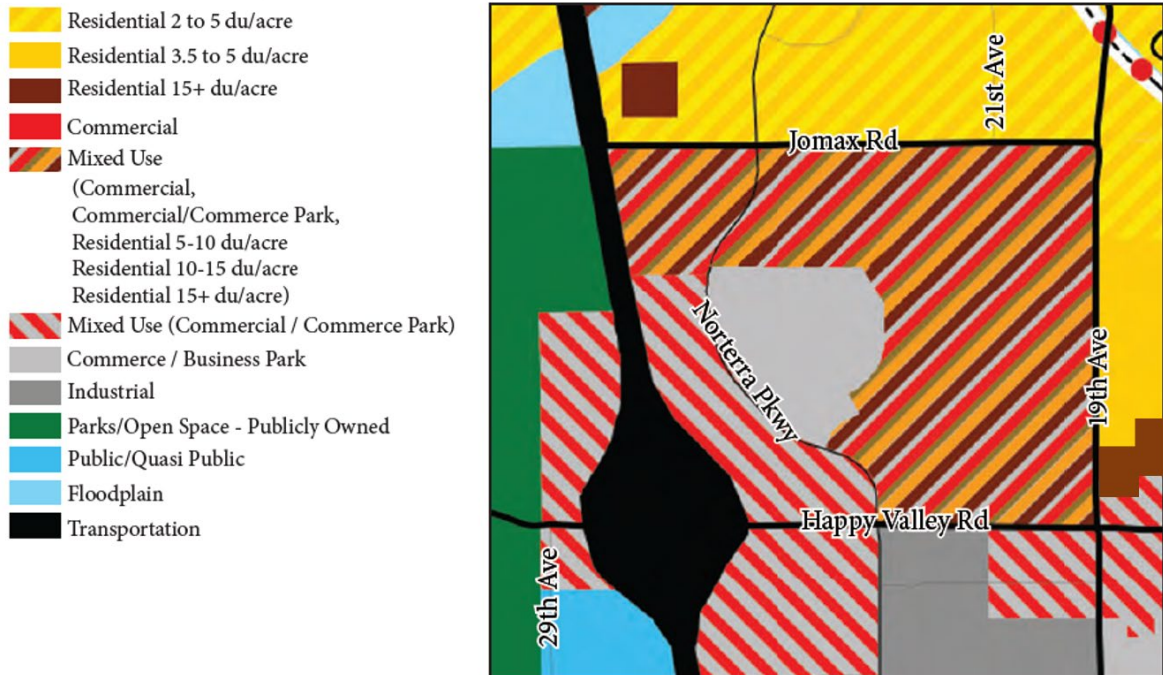 Residential 2 to 5 du/acre
Residential 3.5 to 5 du/acre
Residential 15+ du/acre
Commercial
Mixed Use
(Commercial,
Commercial/Commerce Park,
Residential 5-10 du/acre
Residential 10-15 du/acre
Residential 15+ du/acre)
Mixed Use (Commercial / Commerce Park)
Commerce / Business Park
Industrial
Parks/Open Space - Publicly Owned
Public/Quasi Public
Floodplain
Transportation
21st Ave
Jomax Rd
Norterra Pkwy
19th Ave
Happy Valley Rd
29th Ave